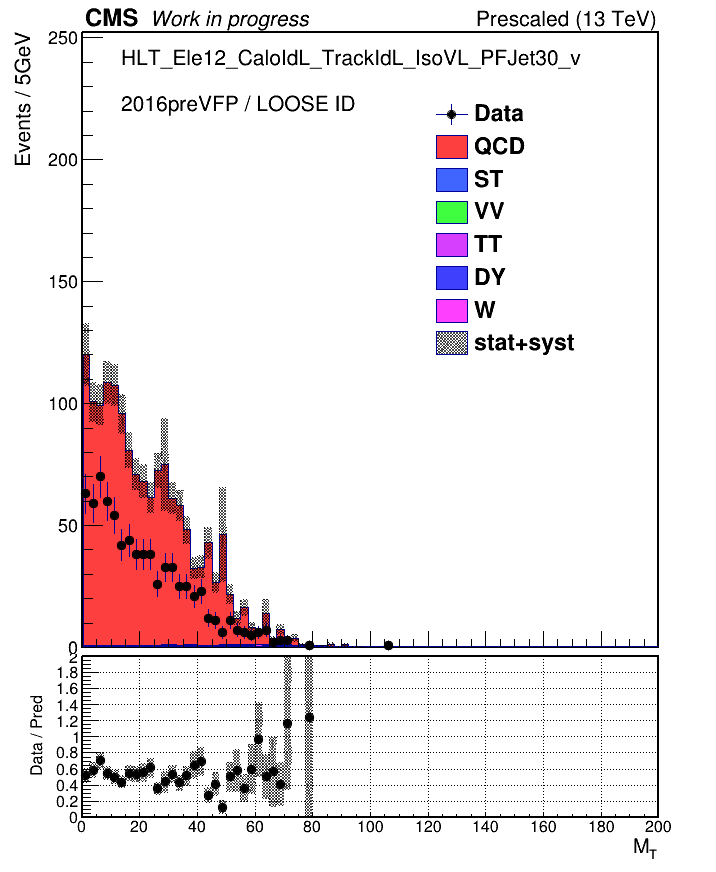 CMS Work in progress Prescaled (13 TeV)
Events / 5GeV
250
200
150
100
50
0
HLT_Ele12_CaloIdL_TrackIdL_IsoVL_PFJet30_v
2016preVFP / LOOSE ID
Data
QCD
ST
VV
TT
DY
W
stat+syst
Data / Pred
2
1.8
1.6
1.4
1.2
1
0.8
0.6
0.4
0.2
0
0 20 40 60 80 100 120 140 160 180 200
M_T